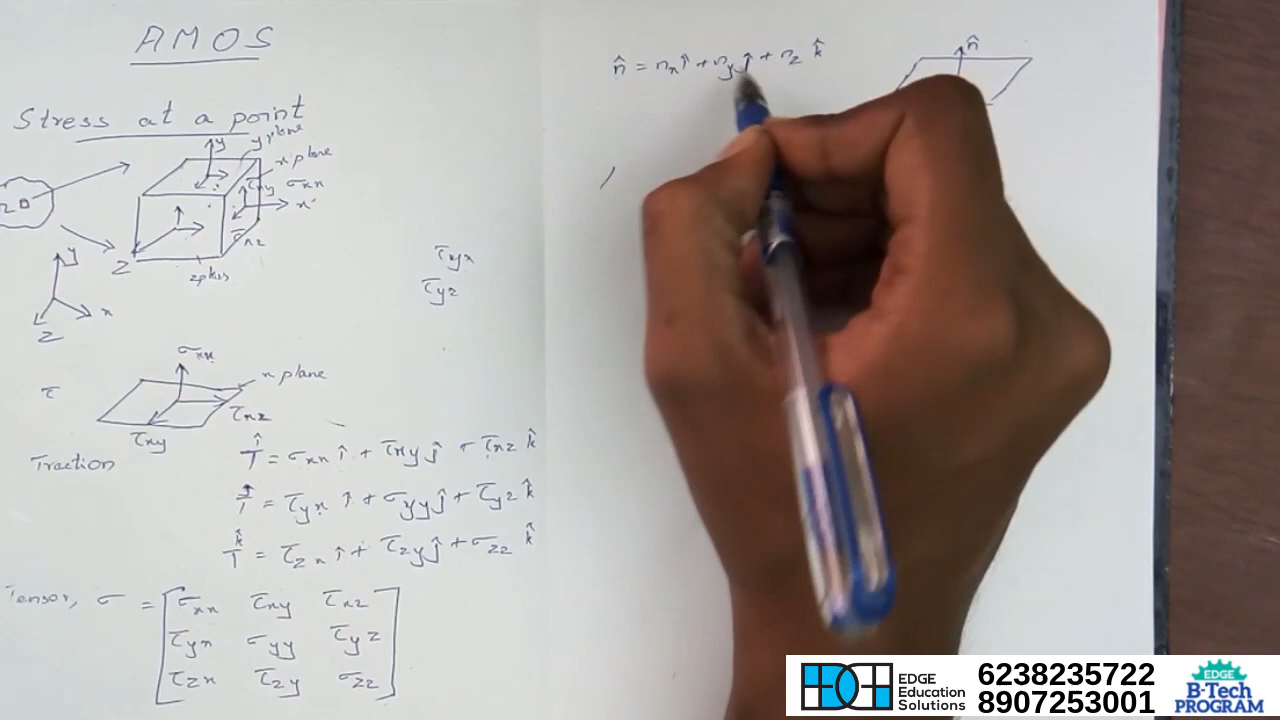 AMOS
Stress at a point
y
y plane
x plane
τxy σxx
x
τxz
z
z plan
y
x
z
τyx
τyz
σxx
x plane
τ
τxz
τxy
Traction
î
T = σxx î + τxy ĵ + τxz k̂
ĵ
T = τyx î + σyy ĵ + τyz k̂
k̂
T = τzx î + τzy ĵ + σzz k̂
Tensor, σ = [σxx τxy τxz
τyx σyy τyz
τzx τzy σzz]
n̂ = nx î + ny ĵ + nz k̂
n̂
EDGE
Education
Solutions
6238235722
8907253001
EDGE
B-Tech
PROGRAM